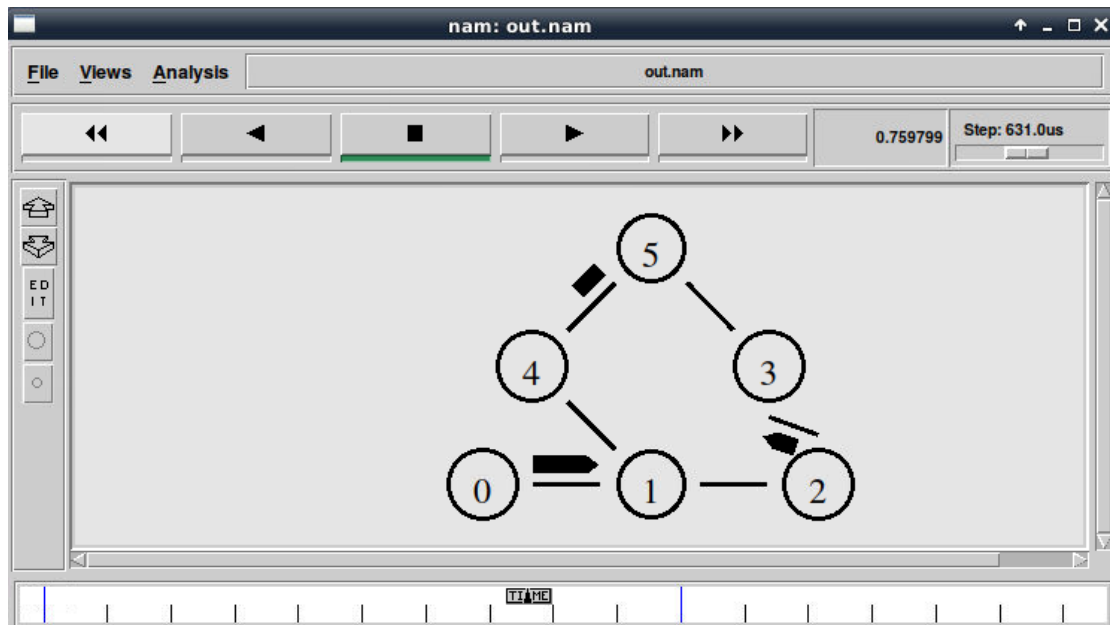 nam: out.nam
File Views Analysis out.nam
0.759799 Step: 631.0us
E D
I T
5
4 3
0 1 2
TIME